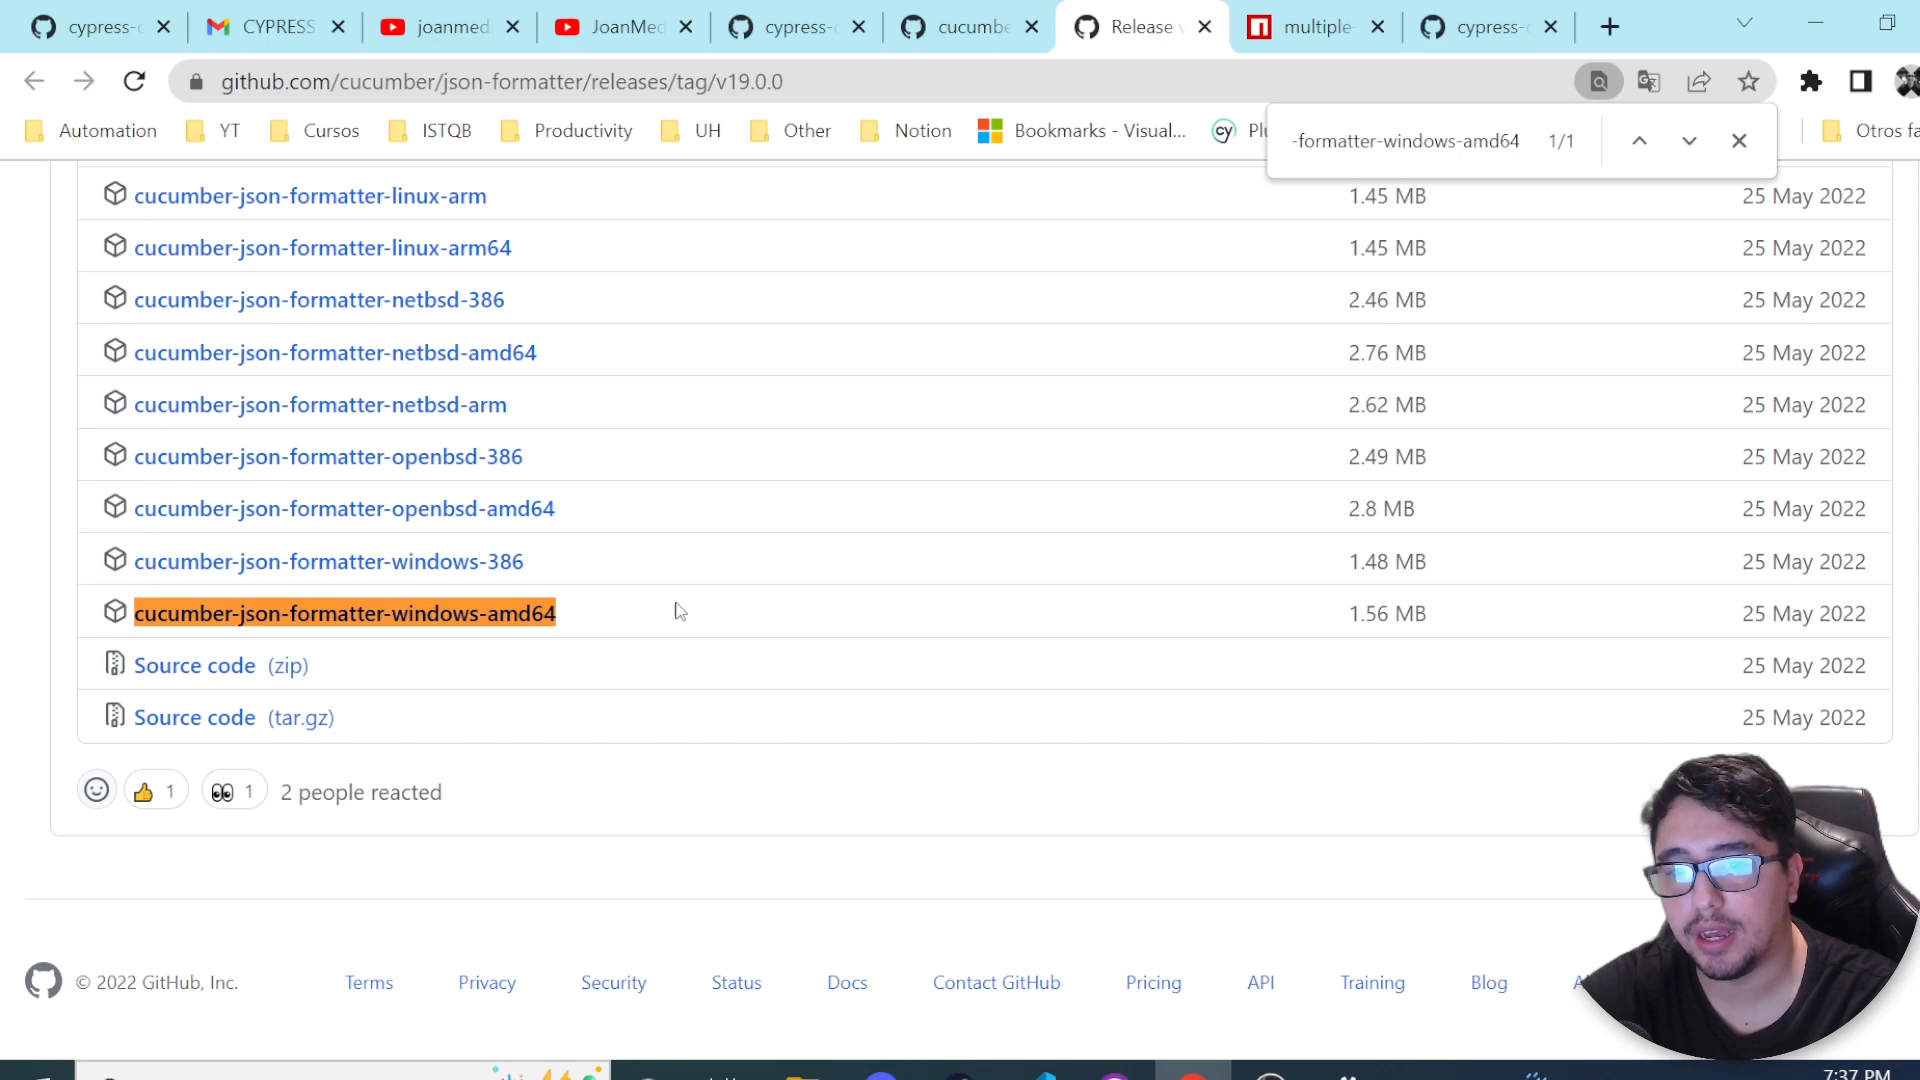 cypress-c
CYPRESS
joanmed
JoanMed
cypress-c
cucumbe
Release v
multiple-
cypress-c
github.com/cucumber/json-formatter/releases/tag/v19.0.0
Automation
YT
Cursos
ISTQB
Productivity
UH
Other
Notion
Bookmarks - Visual...
cy
-formatter-windows-amd64 1/1
Otros fa
cucumber-json-formatter-linux-arm 1.45 MB 25 May 2022
cucumber-json-formatter-linux-arm64 1.45 MB 25 May 2022
cucumber-json-formatter-netbsd-386 2.46 MB 25 May 2022
cucumber-json-formatter-netbsd-amd64 2.76 MB 25 May 2022
cucumber-json-formatter-netbsd-arm 2.62 MB 25 May 2022
cucumber-json-formatter-openbsd-386 2.49 MB 25 May 2022
cucumber-json-formatter-openbsd-amd64 2.8 MB 25 May 2022
cucumber-json-formatter-windows-386 1.48 MB 25 May 2022
cucumber-json-formatter-windows-amd64 1.56 MB 25 May 2022
Source code (zip) 25 May 2022
Source code (tar.gz) 25 May 2022
👍 1 👀 1 2 people reacted
© 2022 GitHub, Inc. Terms Privacy Security Status Docs Contact GitHub Pricing API Training Blog
7:37 PM